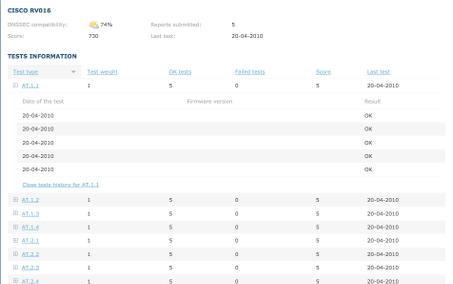 CISCO RV016
DNSSEC compatibility: 74% Reports submitted: 5
Score: 730 Last test: 20-04-2010
TESTS INFORMATION
Test type Test weight OK tests Failed tests Score Last test
AT.1.1 1 5 0 5 20-04-2010
Date of the test Firmware version Result
20-04-2010 OK
20-04-2010 OK
20-04-2010 OK
20-04-2010 OK
20-04-2010 OK
Close tests history for AT.1.1
AT.1.2 1 5 0 5 20-04-2010
AT.1.3 1 5 0 5 20-04-2010
AT.1.4 1 5 0 5 20-04-2010
AT.2.1 1 5 0 5 20-04-2010
AT.2.2 1 5 0 5 20-04-2010
AT.2.3 1 5 0 5 20-04-2010
AT.2.4 1 5 0 5 20-04-2010